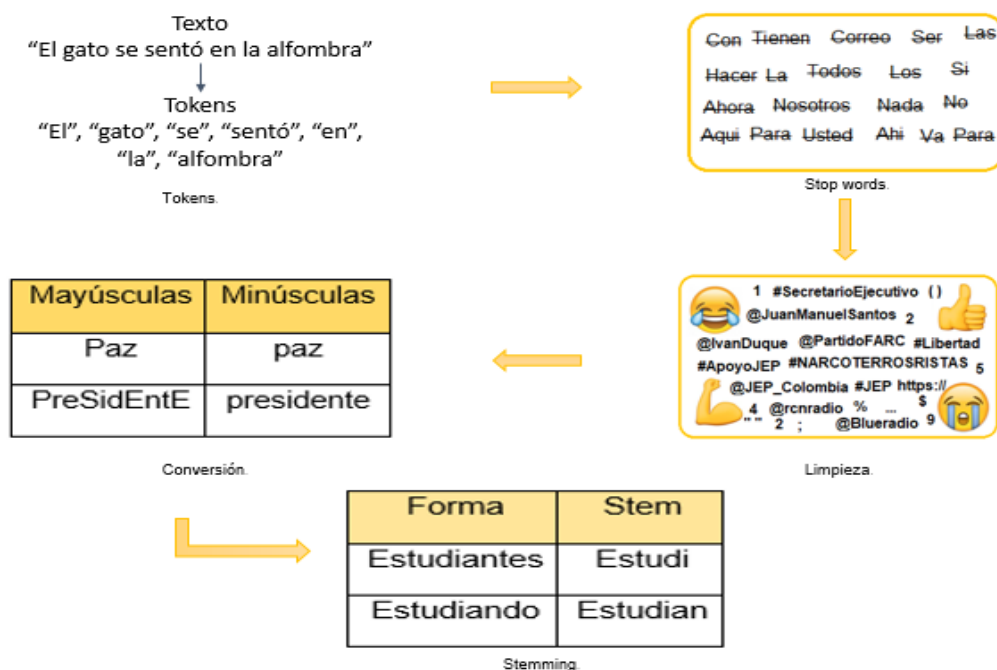 Texto
“El gato se sentó en la alfombra”
Tokens
“El”, “gato”, “se”, “sentó”, “en”,
“la”, “alfombra”
Tokens.
Con Tienen Correo Ser Las
Hacer La Todos Los Si
Ahora Nosotros Nada No
Aqui Para Usted Ahi Va Para
Stop words.
1 #SecretarioEjecutivo ( )
@JuanManuelSantos 2
@IvanDuque @PartidoFARC #Libertad
#ApoyoJEP #NARCOTERROSRISTAS 5
@JEP_Colombia #JEP https://
4 @rcnradio % ... $
" " 2 ; @Blueradio 9
Limpieza.
Mayúsculas Minúsculas
Paz paz
PreSidEntE presidente
Conversión.
Forma Stem
Estudiantes Estudi
Estudiando Estudian
Stemming.